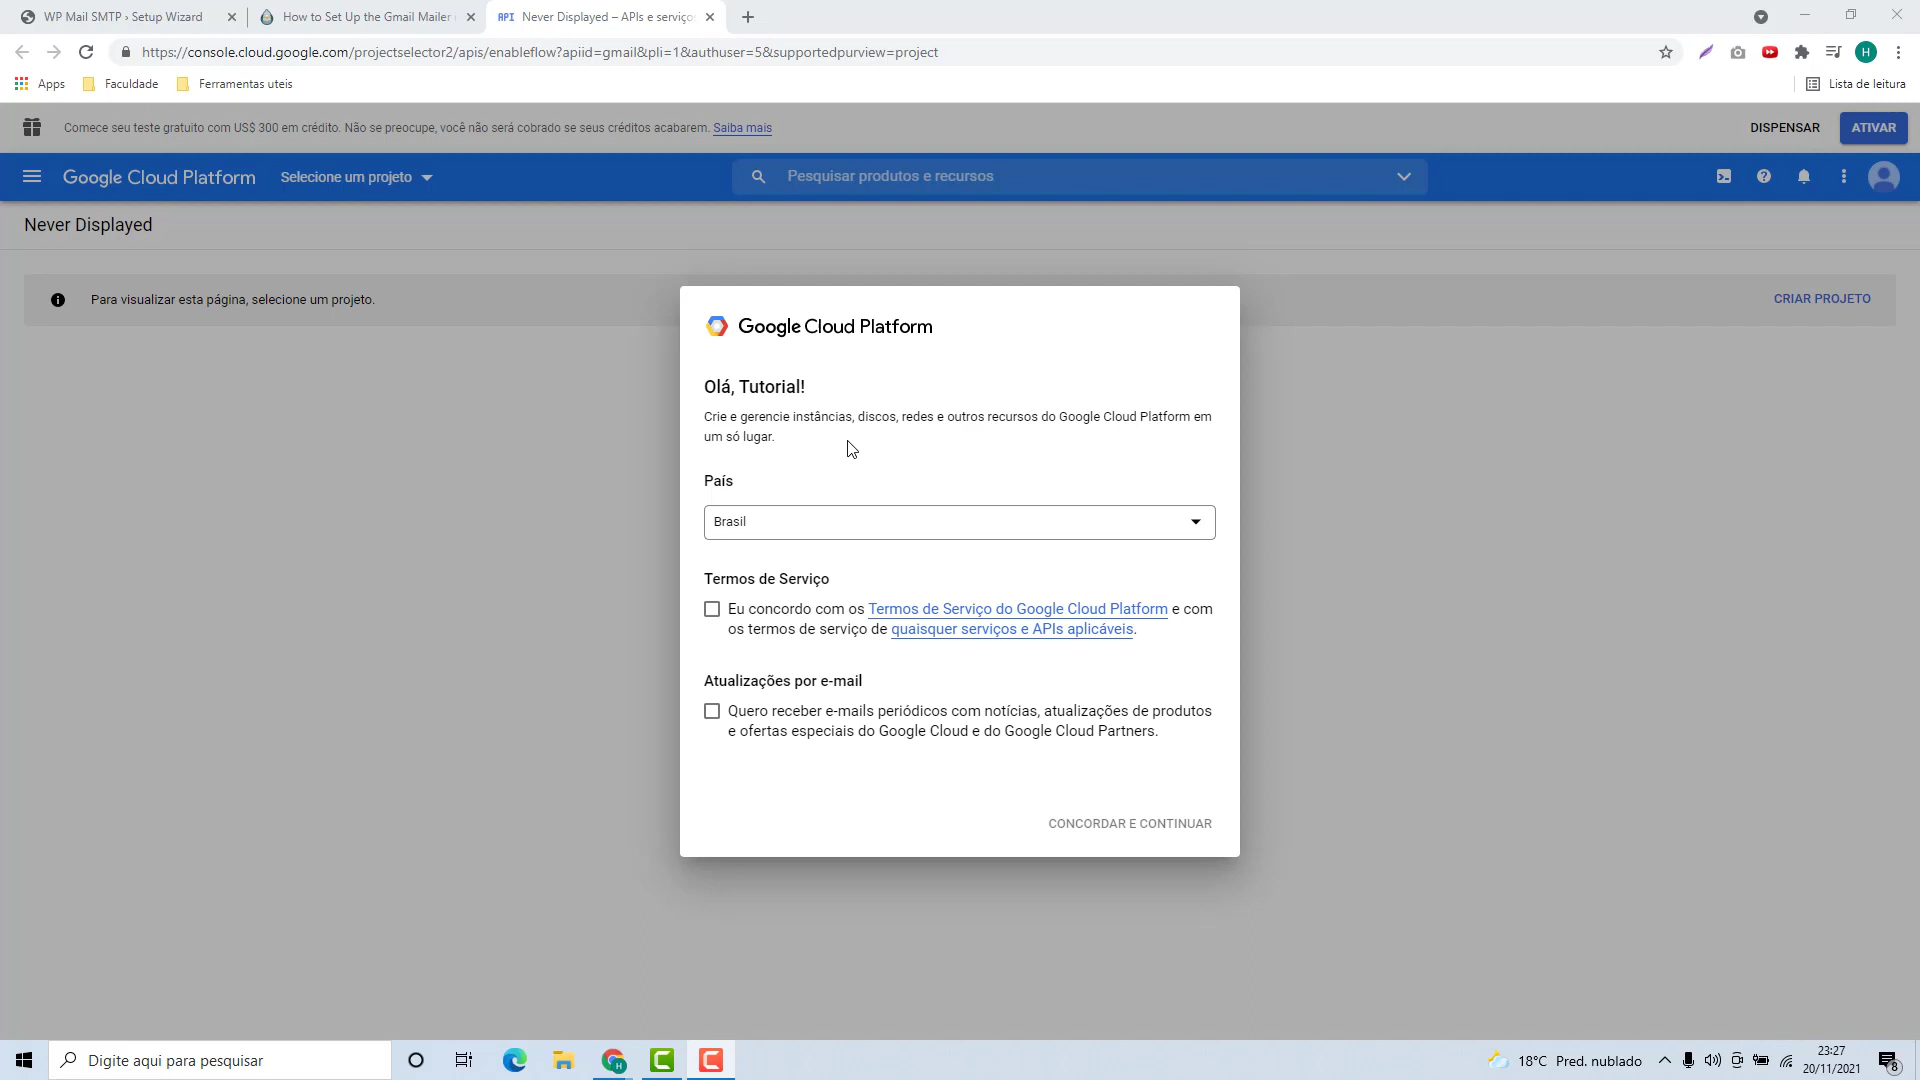 WP Mail SMTP › Setup Wizard
How to Set Up the Gmail Mailer
API Never Displayed – APIs e serviços
https://console.cloud.google.com/projectselector2/apis/enableflow?apiid=gmail&pli=1&authuser=5&supportedpurview=project
H
Apps
Faculdade
Ferramentas uteis
Lista de leitura
Comece seu teste gratuito com US$ 300 em crédito. Não se preocupe, você não será cobrado se seus créditos acabarem. Saiba mais
DISPENSAR
ATIVAR
Google Cloud Platform
Selecione um projeto
Pesquisar produtos e recursos
Never Displayed
Para visualizar esta página, selecione um projeto.
CRIAR PROJETO
Google Cloud Platform
Olá, Tutorial!
Crie e gerencie instâncias, discos, redes e outros recursos do Google Cloud Platform em
um só lugar.
País
Brasil
Termos de Serviço
Eu concordo com os Termos de Serviço do Google Cloud Platform e com
os termos de serviço de quaisquer serviços e APIs aplicáveis.
Atualizações por e-mail
Quero receber e-mails periódicos com notícias, atualizações de produtos
e ofertas especiais do Google Cloud e do Google Cloud Partners.
CONCORDAR E CONTINUAR
Digite aqui para pesquisar
18°C Pred. nublado
23:27
20/11/2021
8